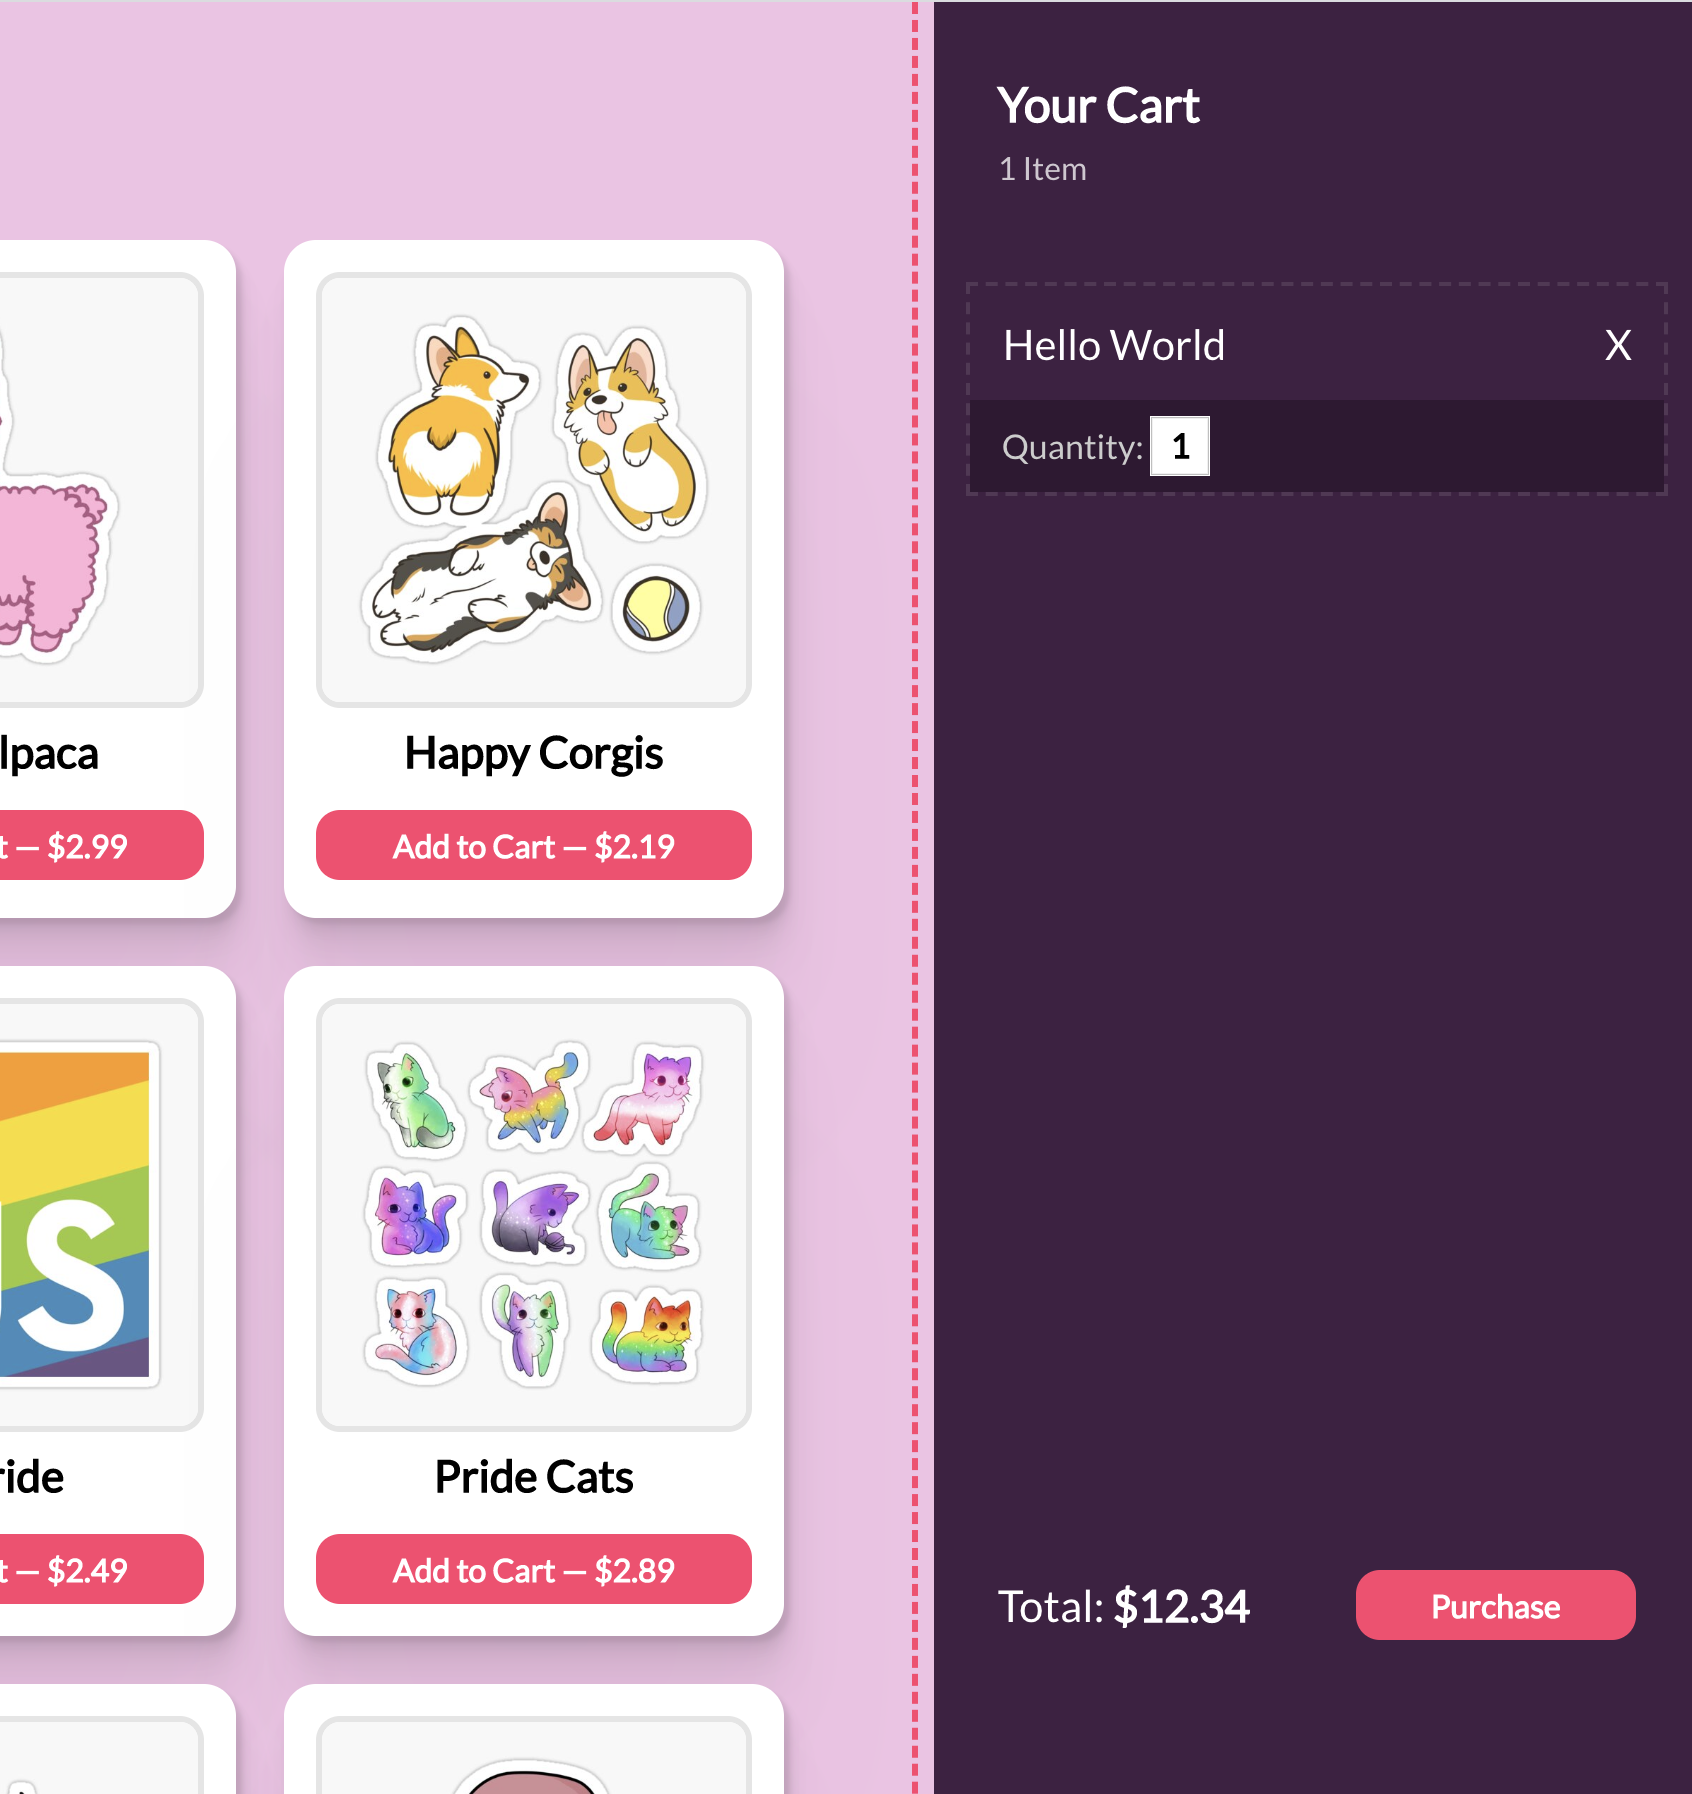 Your Cart
1 Item
Hello World X
Quantity: 1
lpaca
t — $2.99
Happy Corgis
Add to Cart — $2.19
S
ride
t — $2.49
Pride Cats
Add to Cart — $2.89
Total: $12.34
Purchase